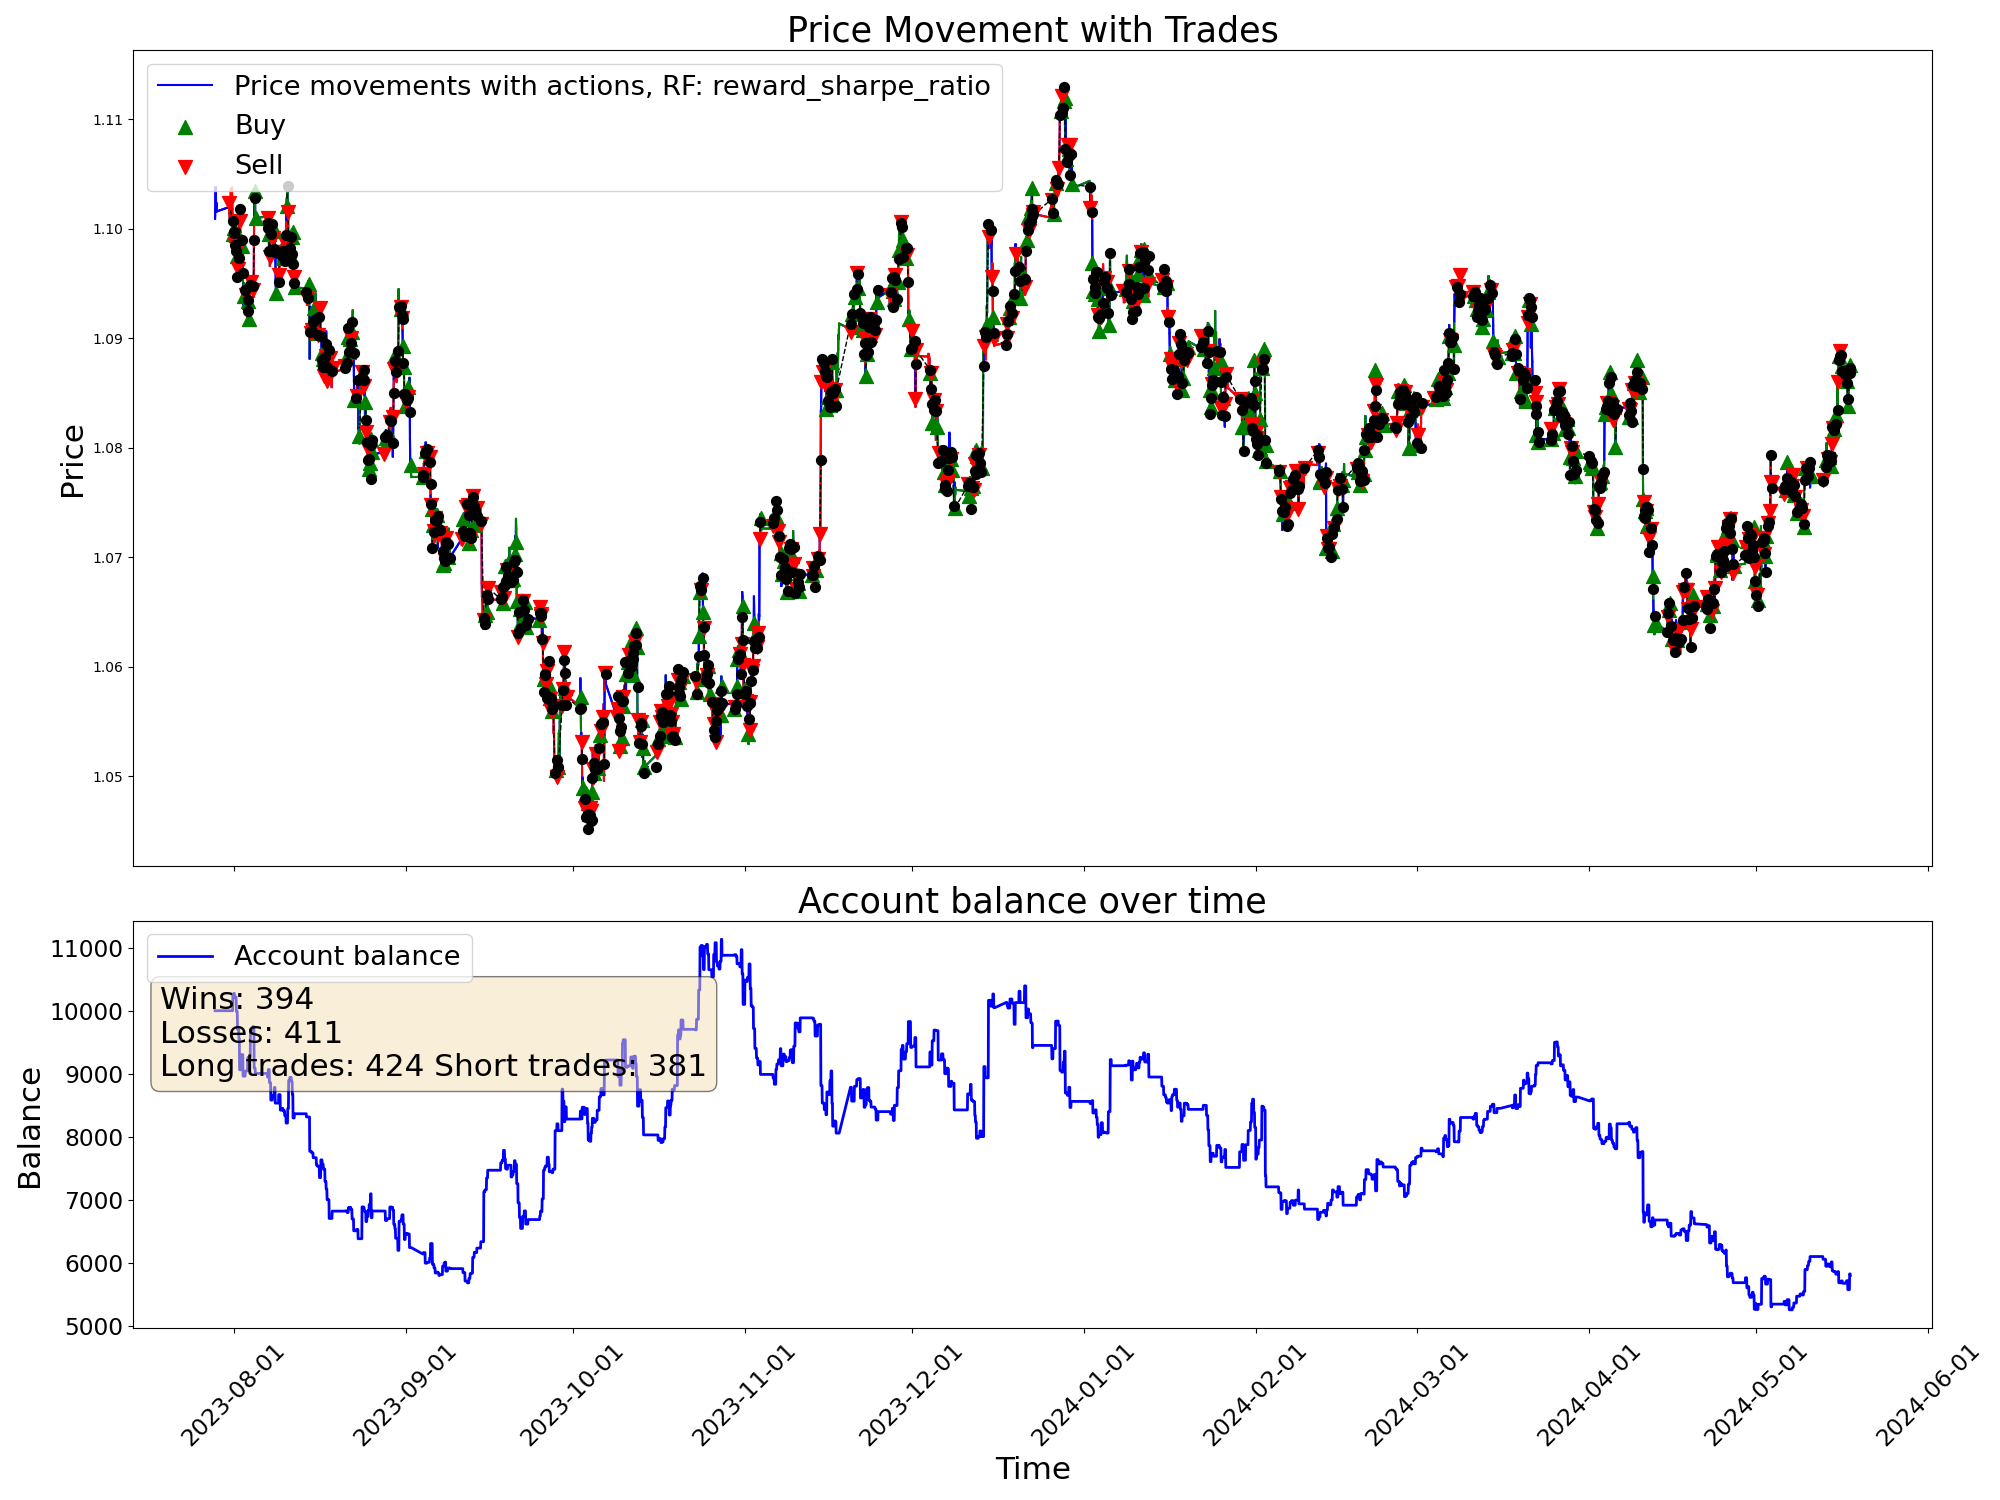 Price Movement with Trades
Price movements with actions, RF: reward_sharpe_ratio
Buy
Sell
Price
1.11
1.10
1.09
1.08
1.07
1.06
1.05
Account balance over time
Account balance
Wins: 394
Losses: 411
Long trades: 424 Short trades: 381
Balance
11000
10000
9000
8000
7000
6000
5000
2023-08-01
2023-09-01
2023-10-01
2023-11-01
2023-12-01
2024-01-01
2024-02-01
2024-03-01
2024-04-01
2024-05-01
2024-06-01
Time